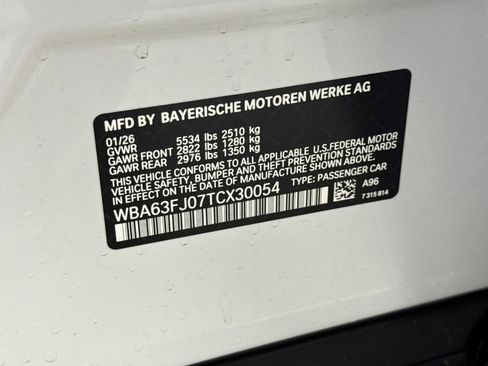 MFD BY BAYERISCHE MOTOREN WERKE AG
01/26
GVWR 5534 lbs 2510 kg
GAWR FRONT 2822 lbs 1280 kg
GAWR REAR 2976 lbs 1350 kg
THIS VEHICLE CONFORMS TO ALL APPLICABLE U.S. FEDERAL MOTOR
VEHICLE SAFETY, BUMPER AND THEFT PREVENTION STANDARDS
IN EFFECT ON THE DATE OF MANUFACTURE SHOWN ABOVE.
WBA63FJ07TCX30054 TYPE: PASSENGER CAR
A96
7 315 814